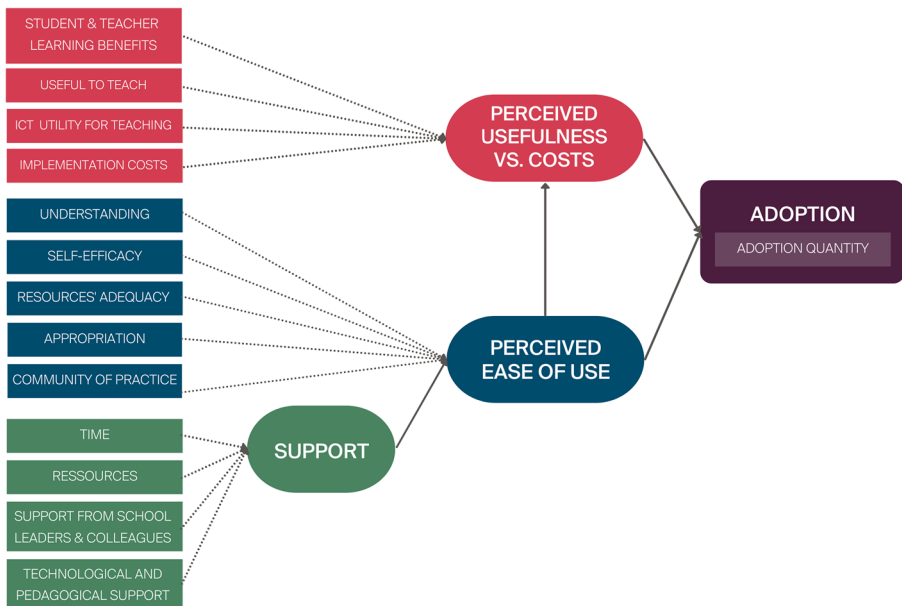 STUDENT & TEACHER
LEARNING BENEFITS
USEFUL TO TEACH
ICT UTILITY FOR TEACHING
IMPLEMENTATION COSTS
UNDERSTANDING
SELF-EFFICACY
RESOURCES' ADEQUACY
APPROPRIATION
COMMUNITY OF PRACTICE
TIME
RESSOURCES
SUPPORT FROM SCHOOL
LEADERS & COLLEAGUES
TECHNOLOGICAL AND
PEDAGOGICAL SUPPORT
SUPPORT
PERCEIVED
USEFULNESS
VS. COSTS
PERCEIVED
EASE OF USE
ADOPTION
ADOPTION QUANTITY